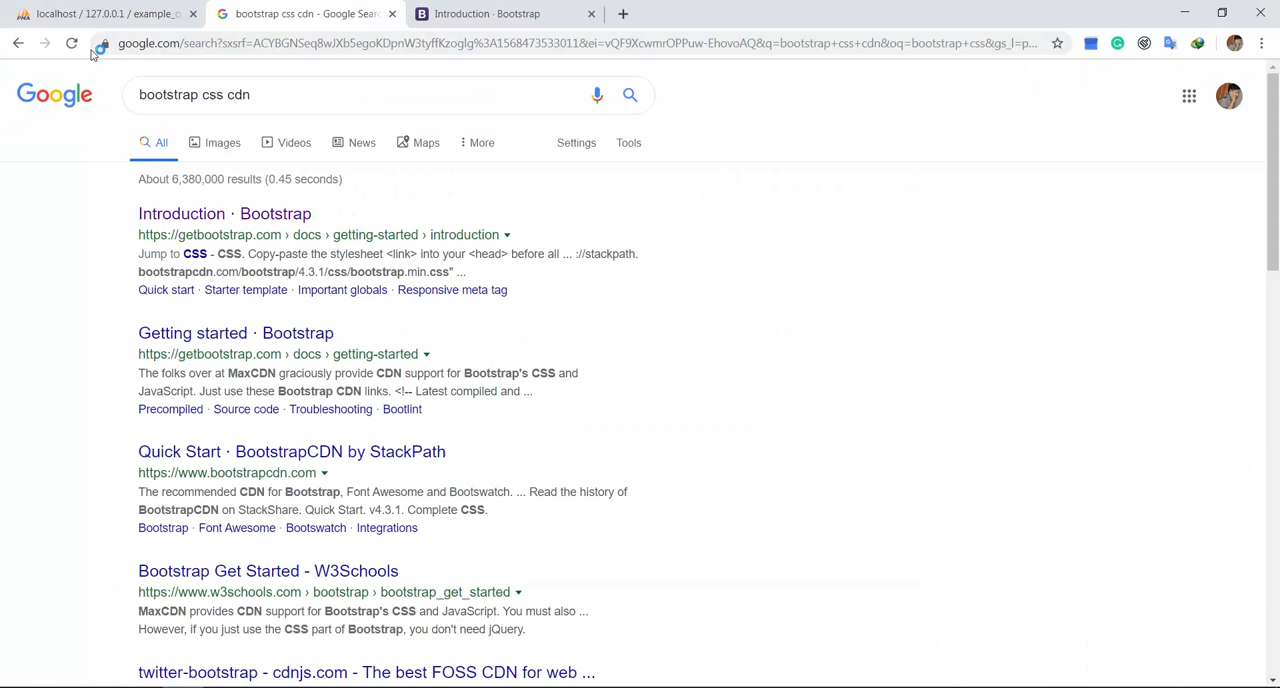 localhost / 127.0.0.1 / example_c
bootstrap css cdn - Google Sear
Introduction · Bootstrap
google.com/search?sxsrf=ACYBGNSeq8wJXb5egoKDpnW3tyffKzoglg%3A1568473533011&ei=vQF9XcwmrOPPuw-EhovoAQ&q=bootstrap+css+cdn&oq=bootstrap+css&gs_l=p...
Google
bootstrap css cdn
All Images Videos News Maps More Settings Tools
About 6,380,000 results (0.45 seconds)
Introduction · Bootstrap
https://getbootstrap.com › docs › getting-started › introduction
Jump to CSS - CSS. Copy-paste the stylesheet <link> into your <head> before all ... ://stackpath.
bootstrapcdn.com/bootstrap/4.3.1/css/bootstrap.min.css" ...
Quick start · Starter template · Important globals · Responsive meta tag
Getting started · Bootstrap
https://getbootstrap.com › docs › getting-started
The folks over at MaxCDN graciously provide CDN support for Bootstrap's CSS and
JavaScript. Just use these Bootstrap CDN links. <!-- Latest compiled and ...
Precompiled · Source code · Troubleshooting · Bootlint
Quick Start · BootstrapCDN by StackPath
https://www.bootstrapcdn.com
The recommended CDN for Bootstrap, Font Awesome and Bootswatch. ... Read the history of
BootstrapCDN on StackShare. Quick Start. v4.3.1. Complete CSS.
Bootstrap · Font Awesome · Bootswatch · Integrations
Bootstrap Get Started - W3Schools
https://www.w3schools.com › bootstrap › bootstrap_get_started
MaxCDN provides CDN support for Bootstrap's CSS and JavaScript. You must also ...
However, if you just use the CSS part of Bootstrap, you don't need jQuery.
twitter-bootstrap - cdnjs.com - The best FOSS CDN for web ...